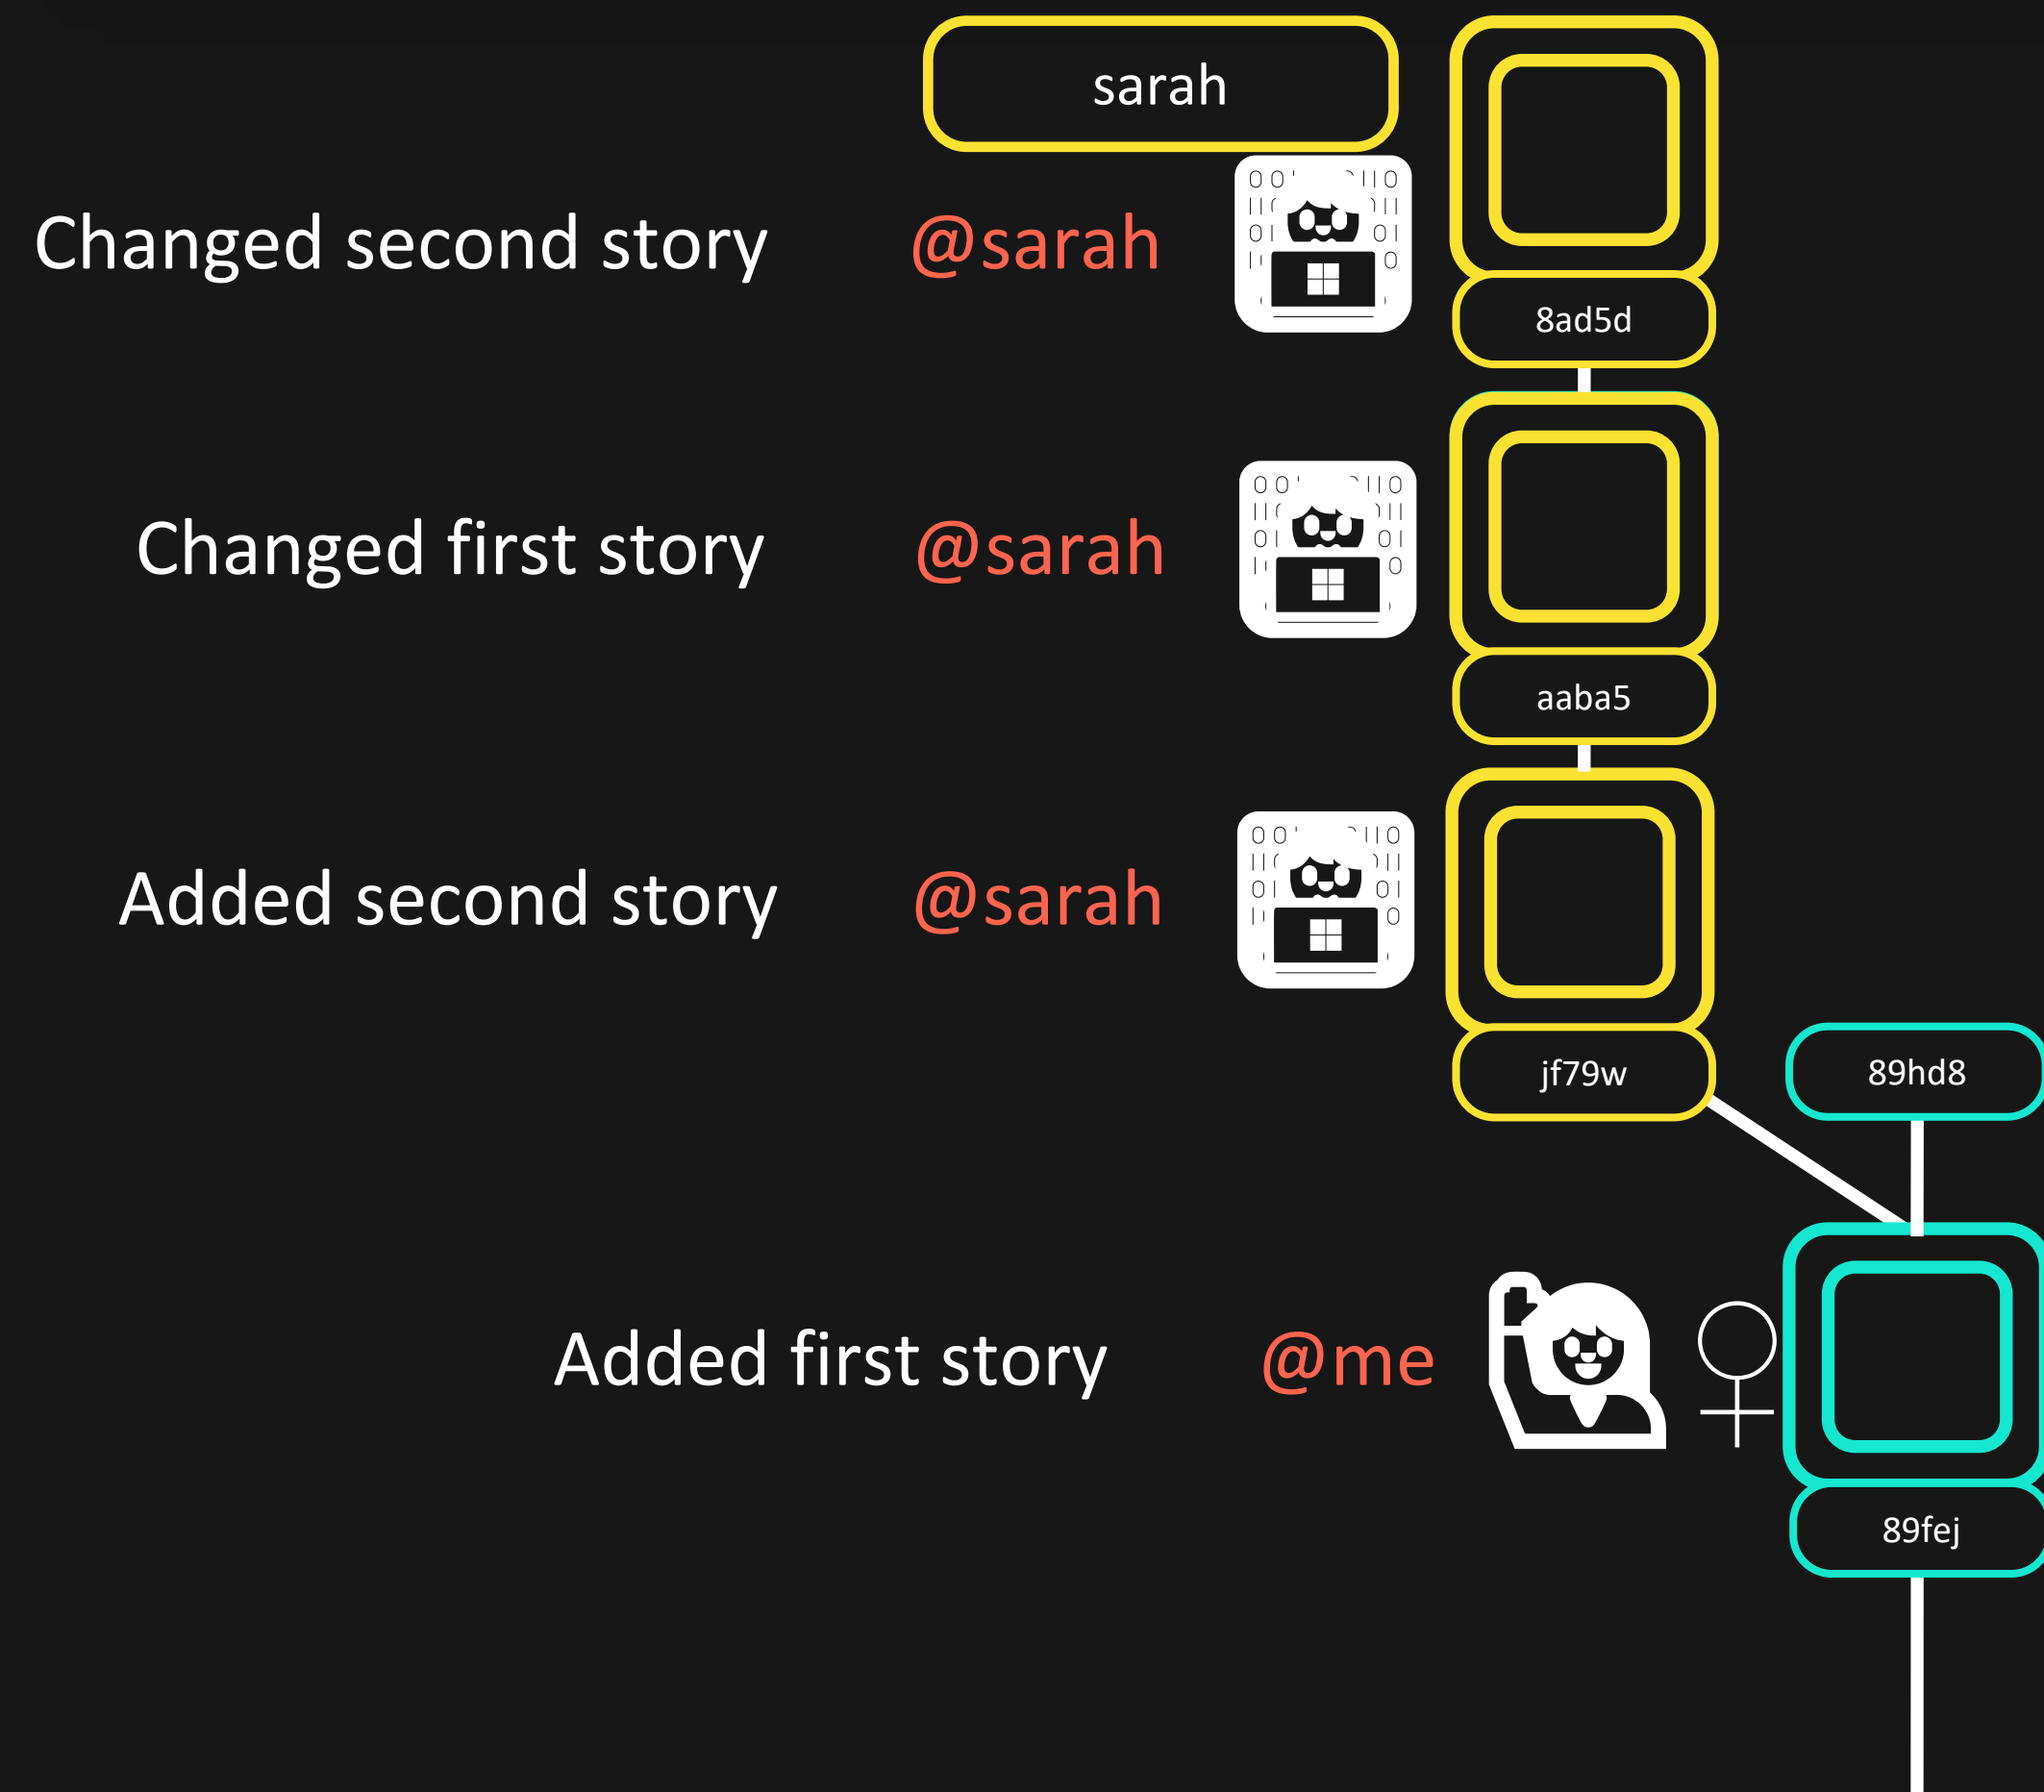 sarah
Changed second story @sarah
8ad5d
Changed first story @sarah
aaba5
Added second story @sarah
jf79w 89hd8
Added first story @me
89fej